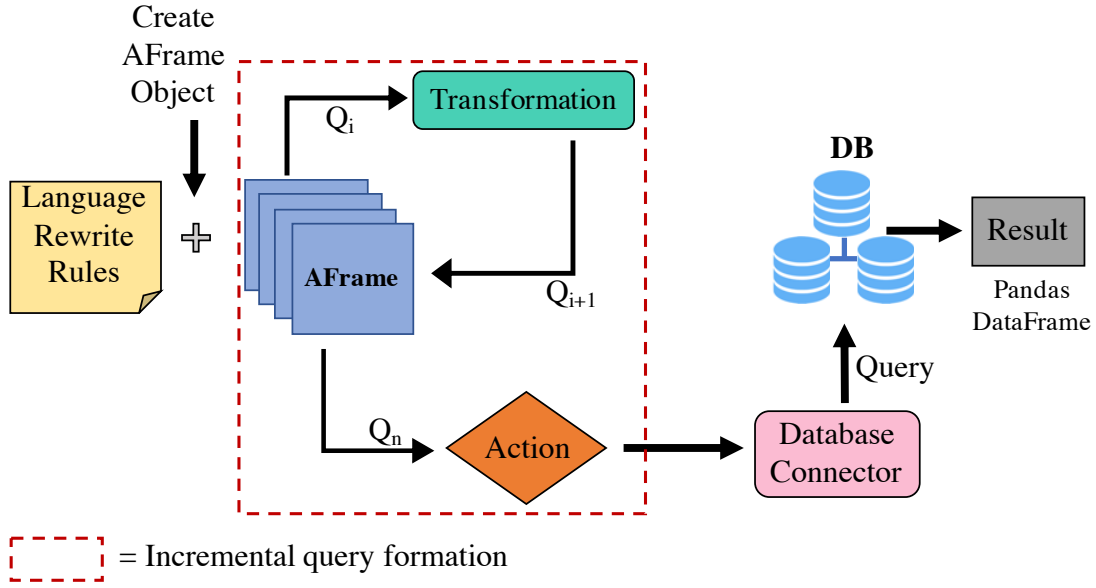 Create
AFrame
Object
Language
Rewrite
Rules
Transformation
Qi
AFrame
Qi+1
Qn
Action
DB
Result
Pandas
DataFrame
Query
Database
Connector
= Incremental query formation